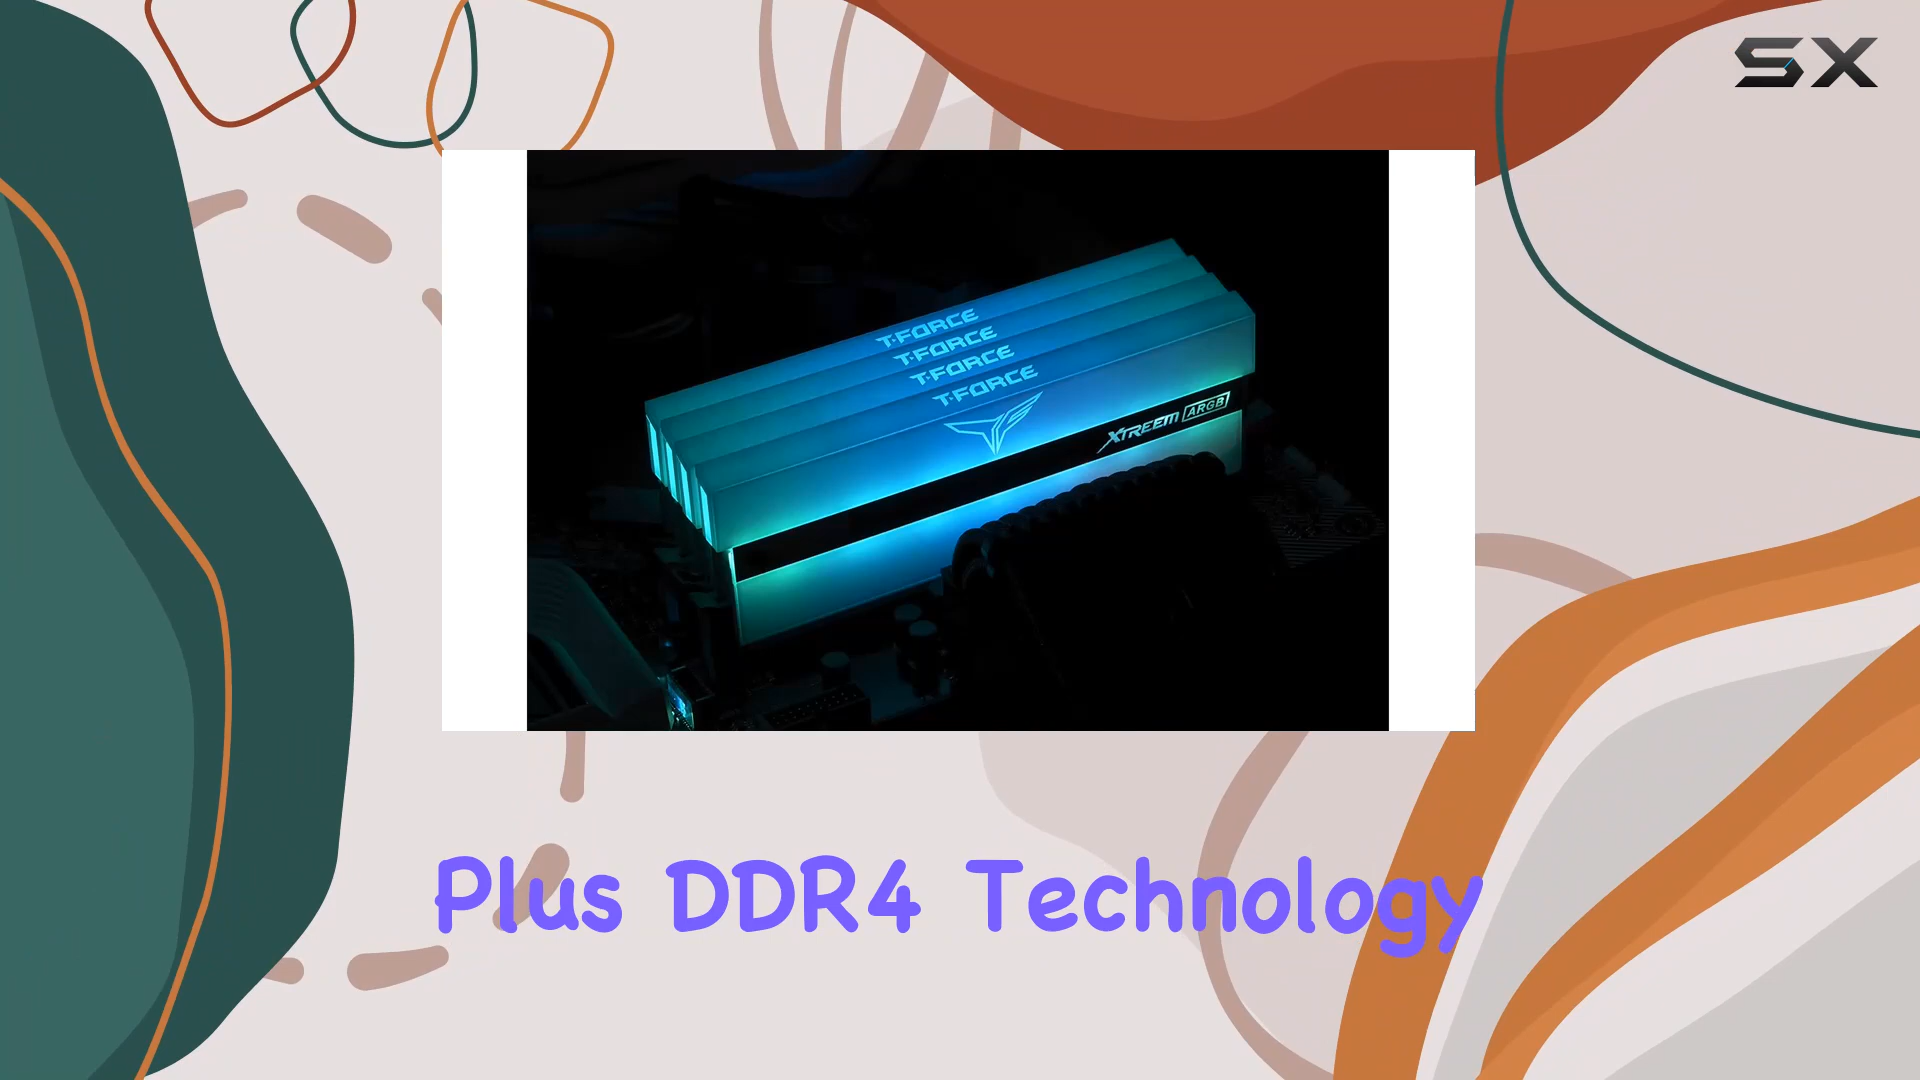 SX
T-FORCE
T-FORCE
T-FORCE
T-FORCE
XTREEM ARGB
Plus DDR4 Technology